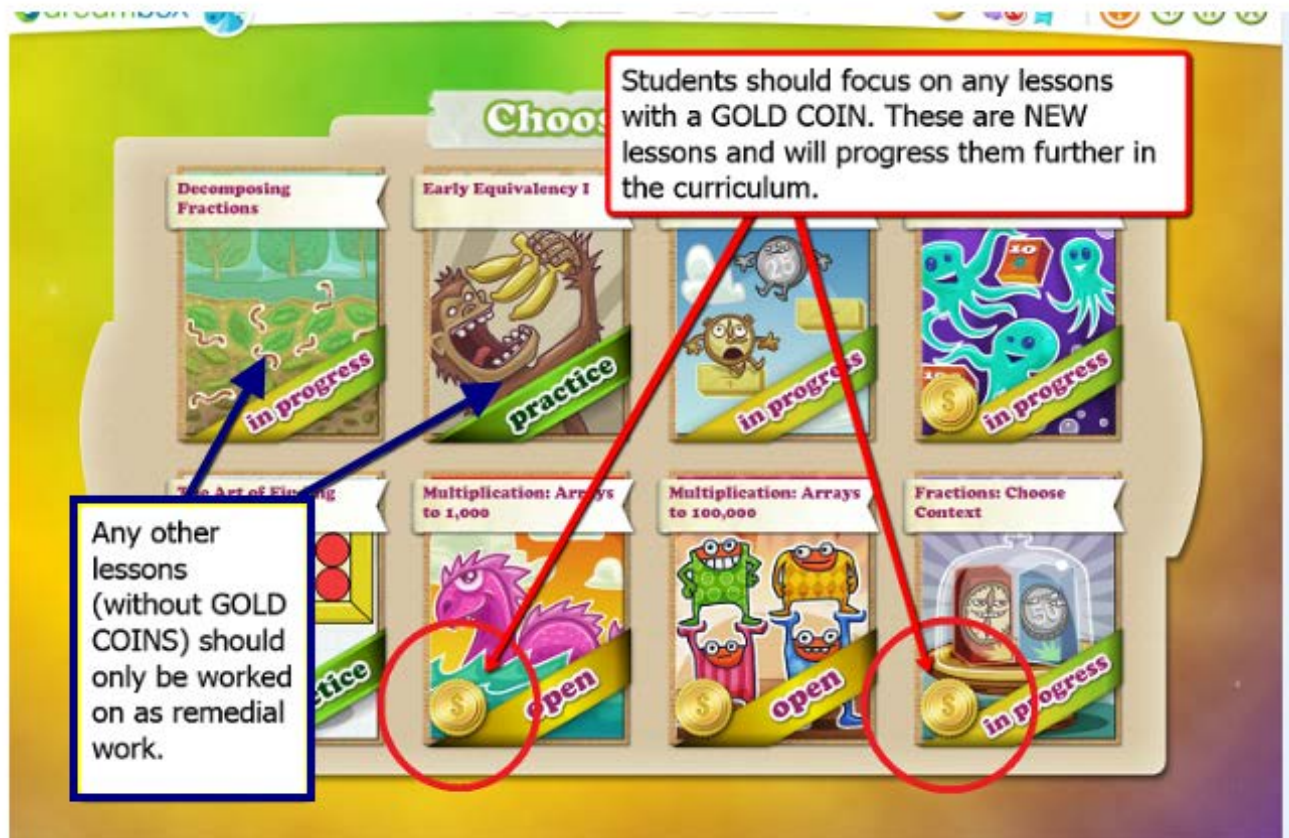 Students should focus on any lessons
with a GOLD COIN. These are NEW
lessons and will progress them further in
the curriculum.
Decomposing
Fractions
Early Equivalency I
25
10
in progress
practice
in progress
$
in progress
Any other
lessons
(without GOLD
COINS) should
only be worked
on as remedial
work.
Multiplication: Arrays
to 1,000
Multiplication: Arrays
to 100,000
Fractions: Choose
Context
50
$
open
open
$
in progress